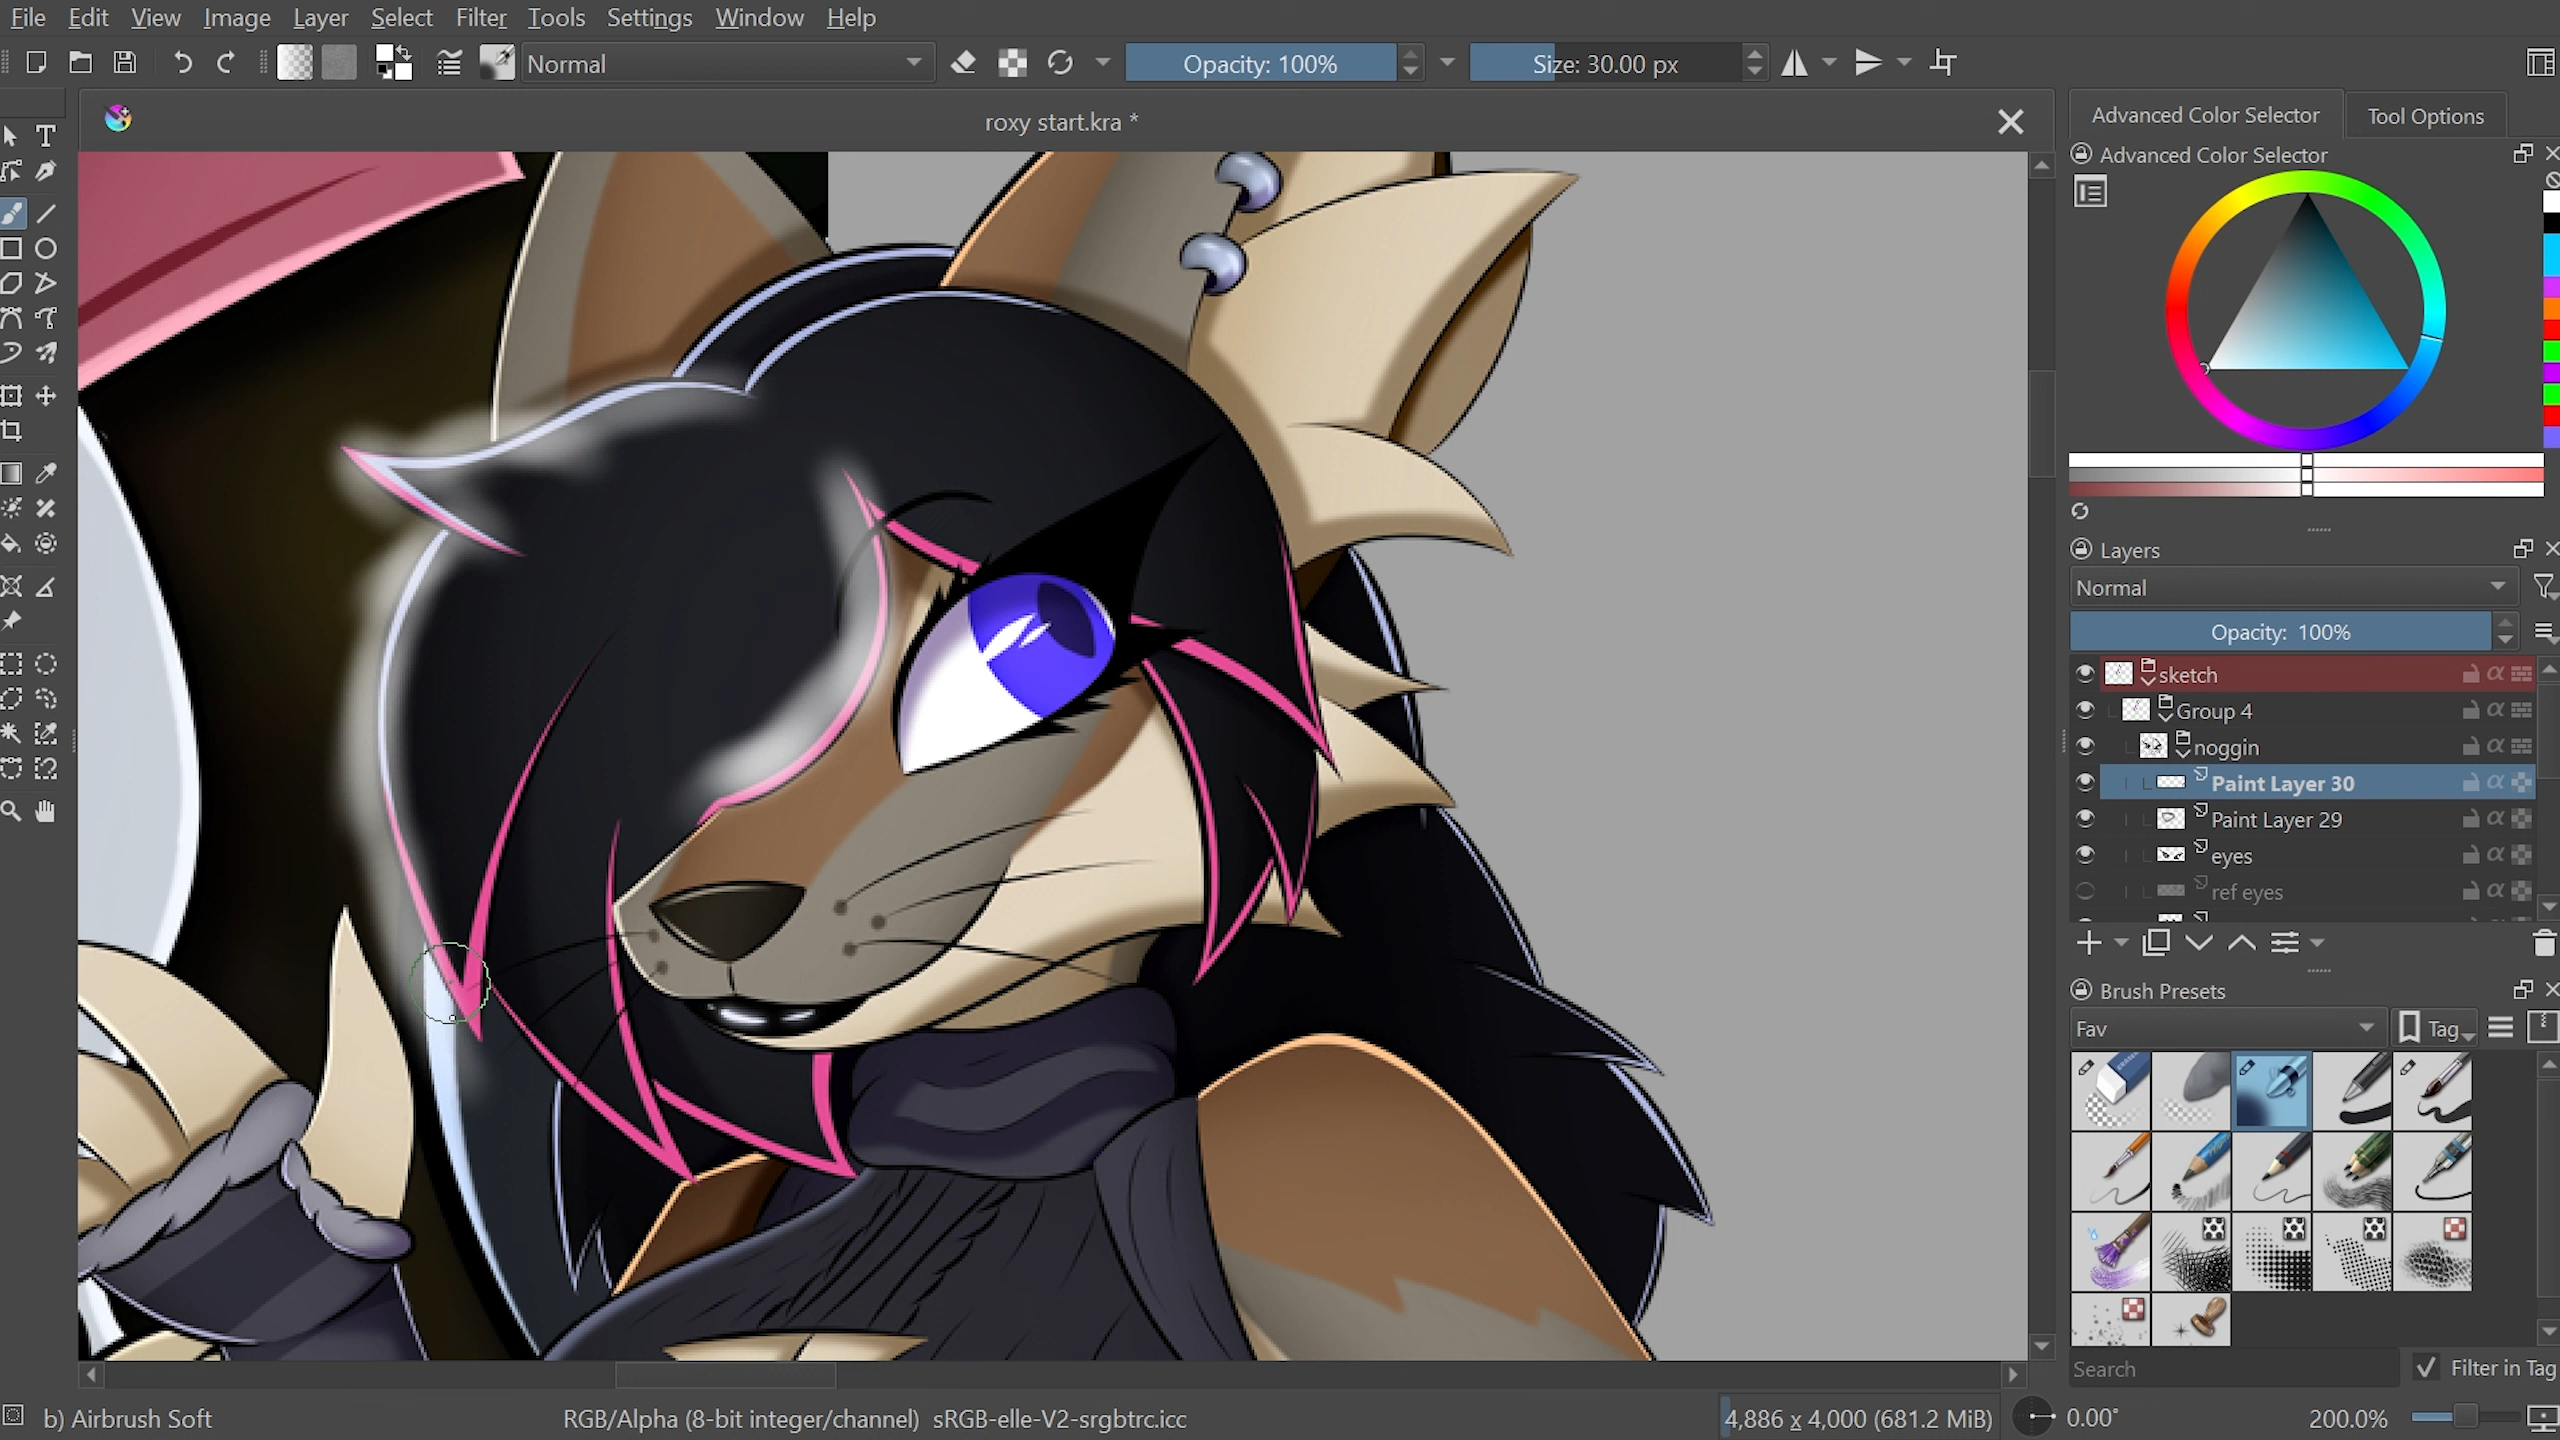 File Edit View Image Layer Select Filter Tools Settings Window Help
Normal
Opacity: 100%
Size: 30.00 px
roxy start.kra *
Advanced Color Selector
Tool Options
Advanced Color Selector
Layers
Normal
Opacity: 100%
sketch
Group 4
noggin
Paint Layer 30
Paint Layer 29
eyes
ref eyes
Brush Presets
Fav
Tag
Search
Filter in Tag
b) Airbrush Soft
RGB/Alpha (8-bit integer/channel) sRGB-elle-V2-srgbtrc.icc
4,886 x 4,000 (681.2 MiB)
0.00°
200.0%